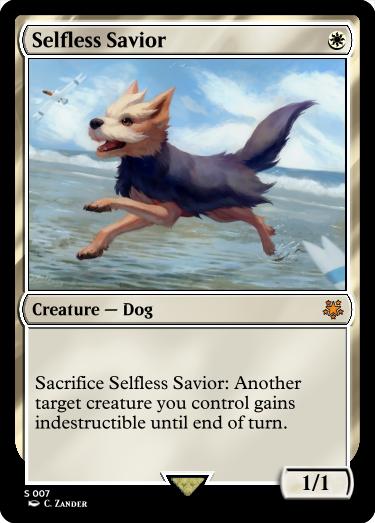 Selfless Savior
Creature — Dog
Sacrifice Selfless Savior: Another
target creature you control gains
indestructible until end of turn.
1/1
S 007
C. Zander